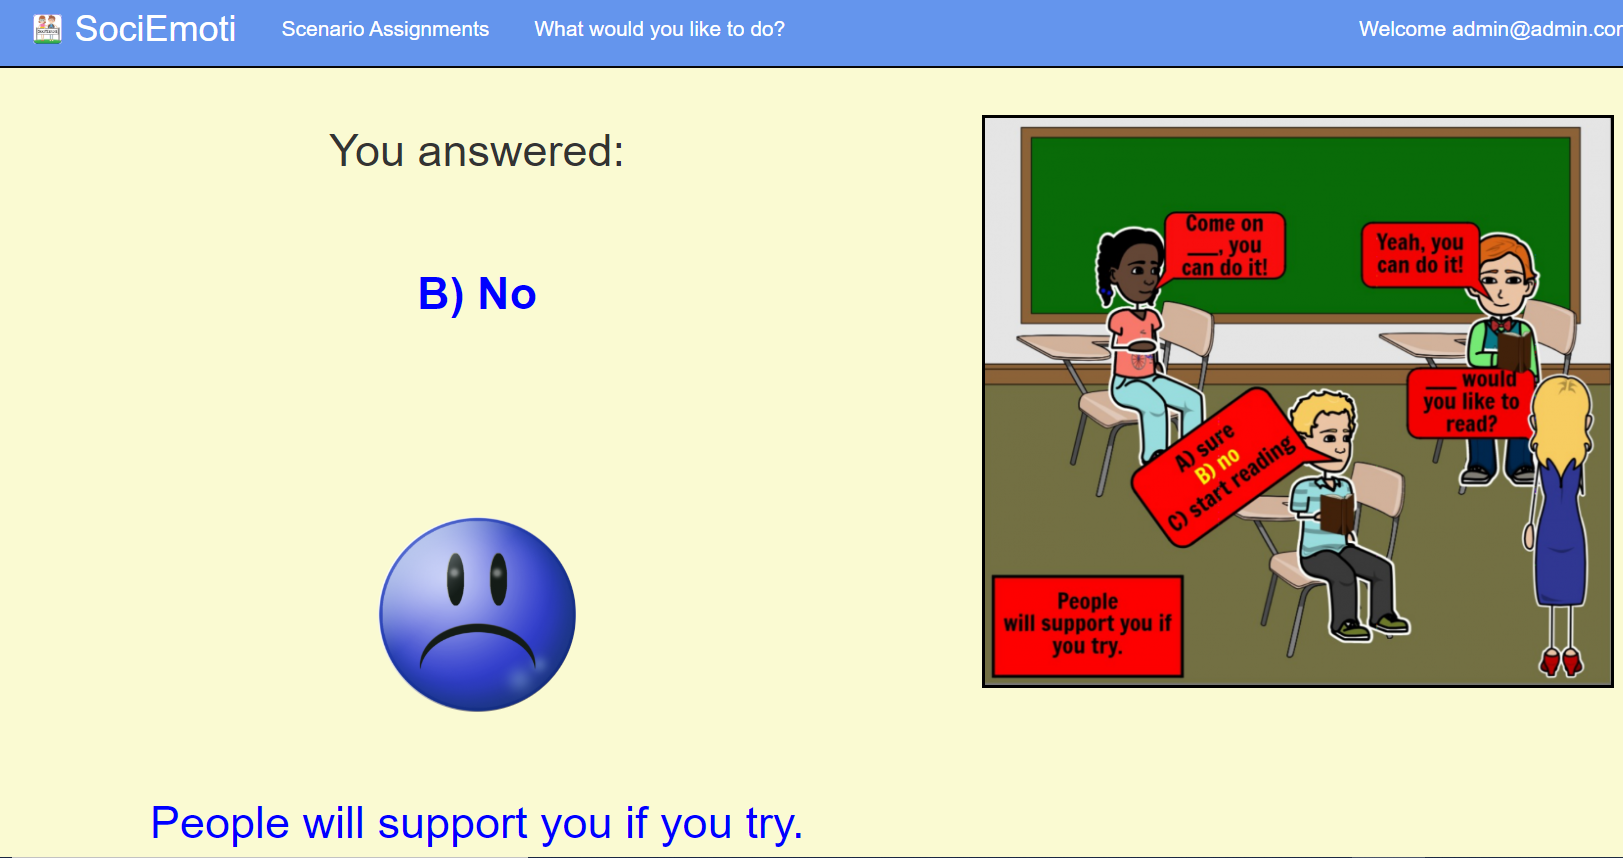 SociEmoti
Scenario Assignments
What would you like to do?
Welcome admin@admin.cor
You answered:
B) No
People will support you if you try.
Come on
___, you
can do it!
Yeah, you
can do it!
___ would
you like to
read?
A) sure
B) no
C) start reading
People
will support you if
you try.